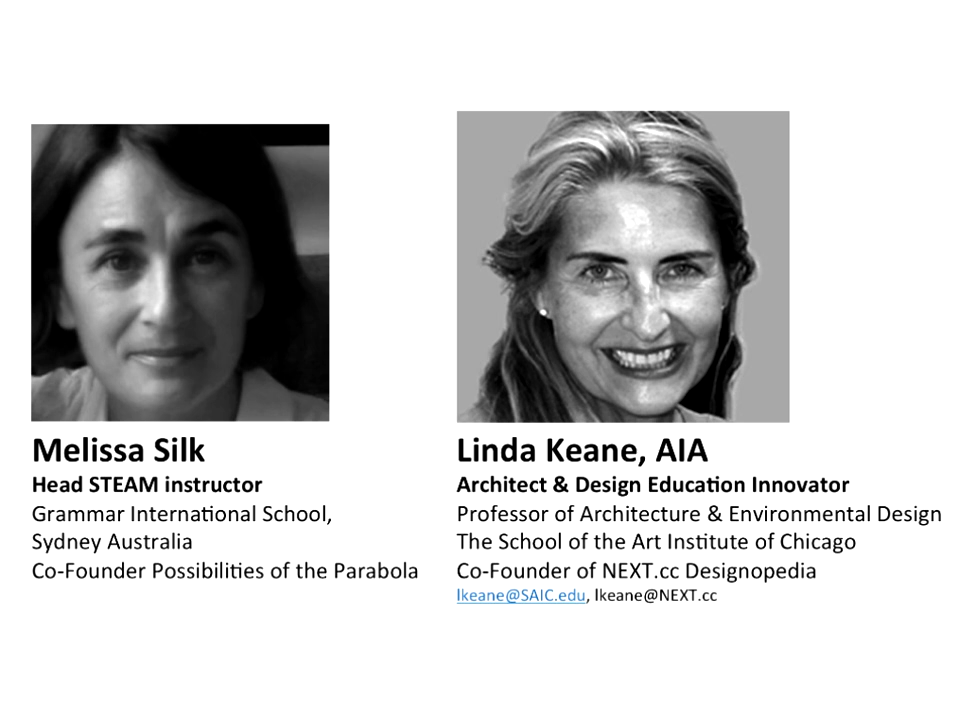 Melissa Silk
Head STEAM instructor
Grammar International School,
Sydney Australia
Co-Founder Possibilities of the Parabola
Linda Keane, AIA
Architect & Design Education Innovator
Professor of Architecture & Environmental Design
The School of the Art Institute of Chicago
Co-Founder of NEXT.cc Designopedia
lkeane@SAIC.edu, lkeane@NEXT.cc